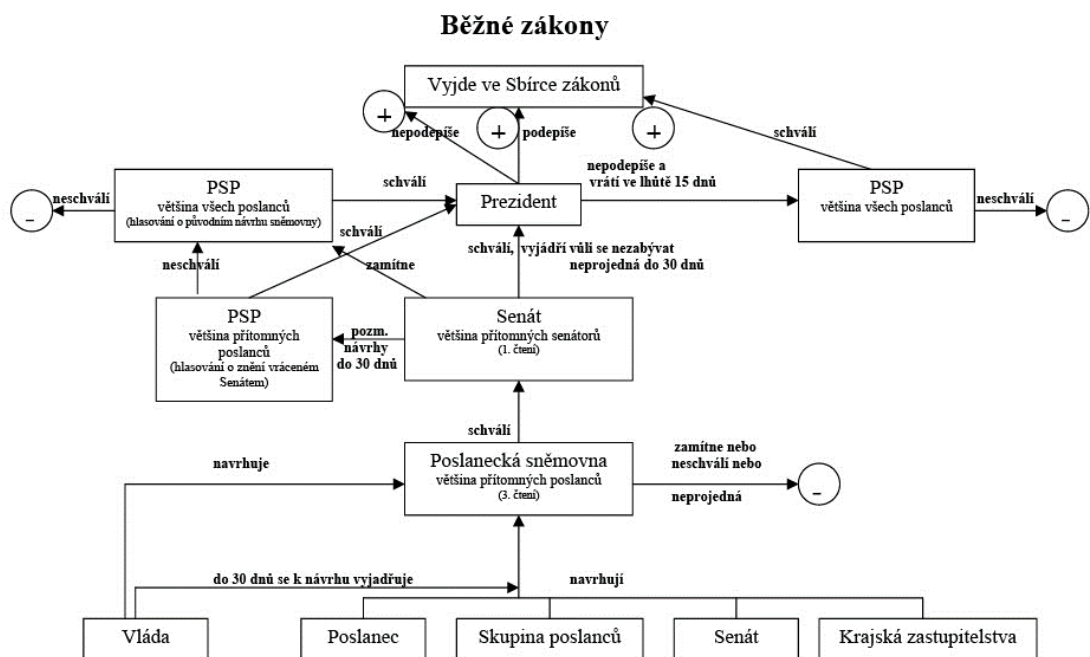 Běžné zákony
Vyjde ve Sbírce zákonů
+
+
+
nepodepíše
podepíše
schválí
neschválí
-
PSP
většina všech poslanců
(hlasování o původním návrhu sněmovny)
schválí
Prezident
nepodepíše a
vrátí ve lhůtě 15 dnů
PSP
většina všech poslanců
neschválí
-
schválí
neschválí
zamítne
schválí, vyjádří vůli se nezabývat
neprojedná do 30 dnů
PSP
většina přítomných
poslanců
(hlasování o znění vráceném
Senátem)
pozm.
návrhy
do 30 dnů
Senát
většina přítomných senátorů
(1. čtení)
schválí
navrhuje
Poslanecká sněmovna
většina přítomných poslanců
(3. čtení)
zamítne nebo
neschválí nebo
neprojedná
-
do 30 dnů se k návrhu vyjadřuje
navrhují
Vláda
Poslanec
Skupina poslanců
Senát
Krajská zastupitelstva